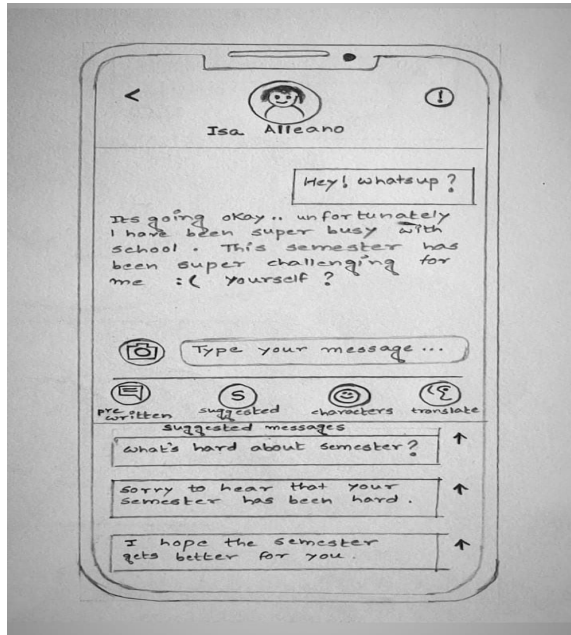 Isa Alleano
Hey! whatsup?
Its going okay.. unfortunately
I have been super busy with
school. This semester has
been super challenging for
me :( yourself?
Type your message...
pre written
suggested
characters
translate
S
suggested messages
what's hard about semester?
Sorry to hear that your
semester has been hard.
I hope the semester
gets better for you.